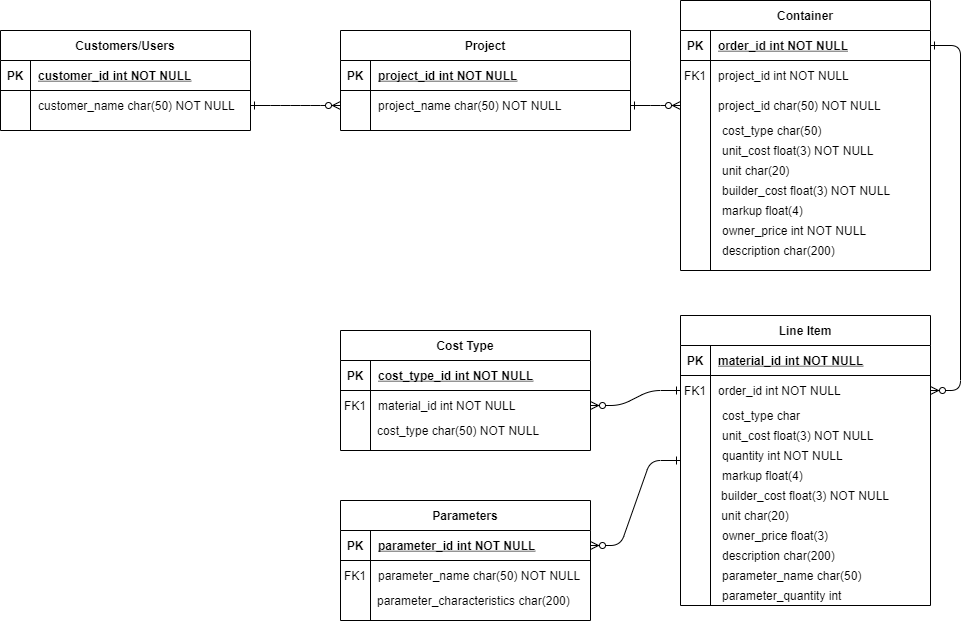 Customers/Users
PK customer_id int NOT NULL
customer_name char(50) NOT NULL
Project
PK project_id int NOT NULL
project_name char(50) NOT NULL
Container
PK order_id int NOT NULL
FK1 project_id int NOT NULL
project_id char(50) NOT NULL
cost_type char(50)
unit_cost float(3) NOT NULL
unit char(20)
builder_cost float(3) NOT NULL
markup float(4)
owner_price int NOT NULL
description char(200)
Cost Type
PK cost_type_id int NOT NULL
FK1 material_id int NOT NULL
cost_type char(50) NOT NULL
Parameters
PK parameter_id int NOT NULL
FK1 parameter_name char(50) NOT NULL
parameter_characteristics char(200)
Line Item
PK material_id int NOT NULL
FK1 order_id int NOT NULL
cost_type char
unit_cost float(3) NOT NULL
quantity int NOT NULL
markup float(4)
builder_cost float(3) NOT NULL
unit char(20)
owner_price float(3)
description char(200)
parameter_name char(50)
parameter_quantity int